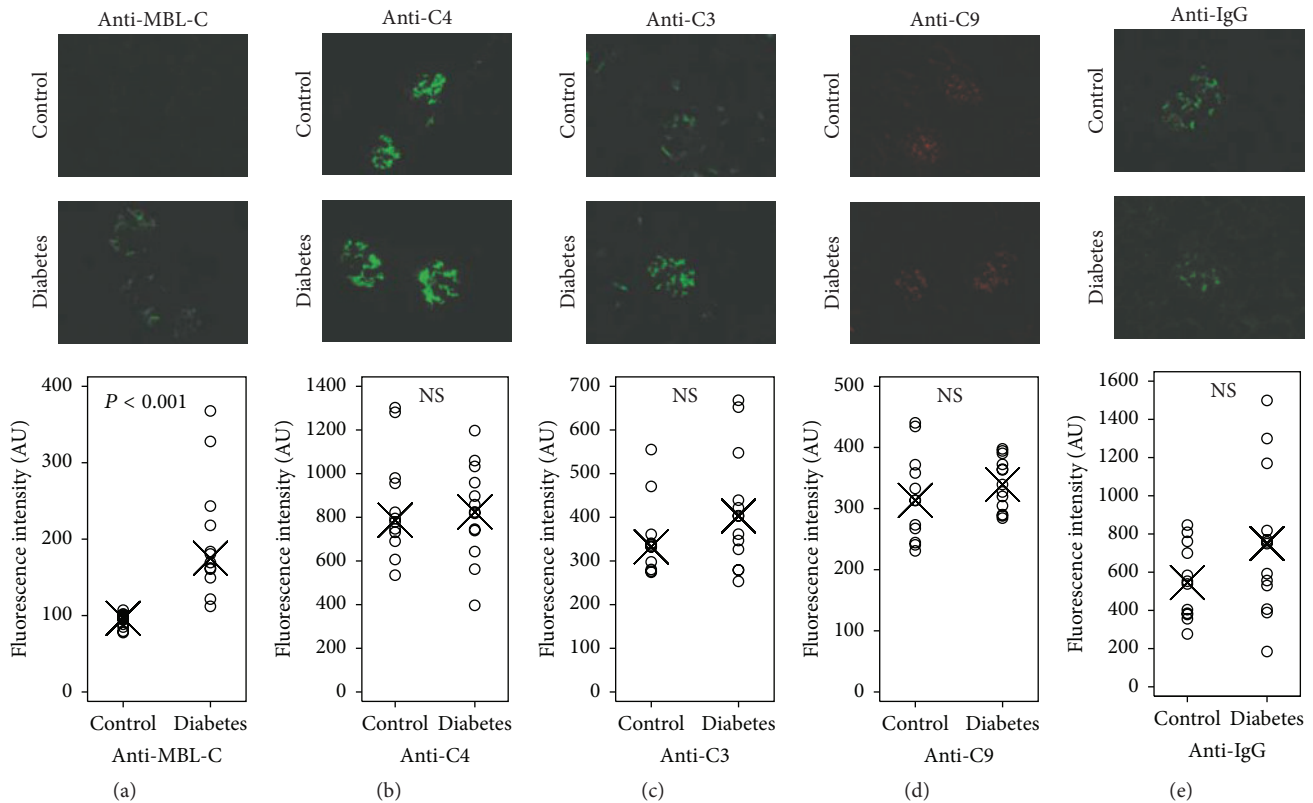 Anti-MBL-C
Anti-C4
Anti-C3
Anti-C9
Anti-IgG
Control
Control
Control
Control
Control
Diabetes
Diabetes
Diabetes
Diabetes
Diabetes
Fluorescence intensity (AU)
400
300
200
100
0
P < 0.001
Control Diabetes
Anti-MBL-C
(a)
Fluorescence intensity (AU)
1400
1200
1000
800
600
400
200
0
NS
Control Diabetes
Anti-C4
(b)
Fluorescence intensity (AU)
700
600
500
400
300
200
100
0
NS
Control Diabetes
Anti-C3
(c)
Fluorescence intensity (AU)
500
400
300
200
100
0
NS
Control Diabetes
Anti-C9
(d)
Fluorescence intensity (AU)
1600
1400
1200
1000
800
600
400
200
0
NS
Control Diabetes
Anti-IgG
(e)